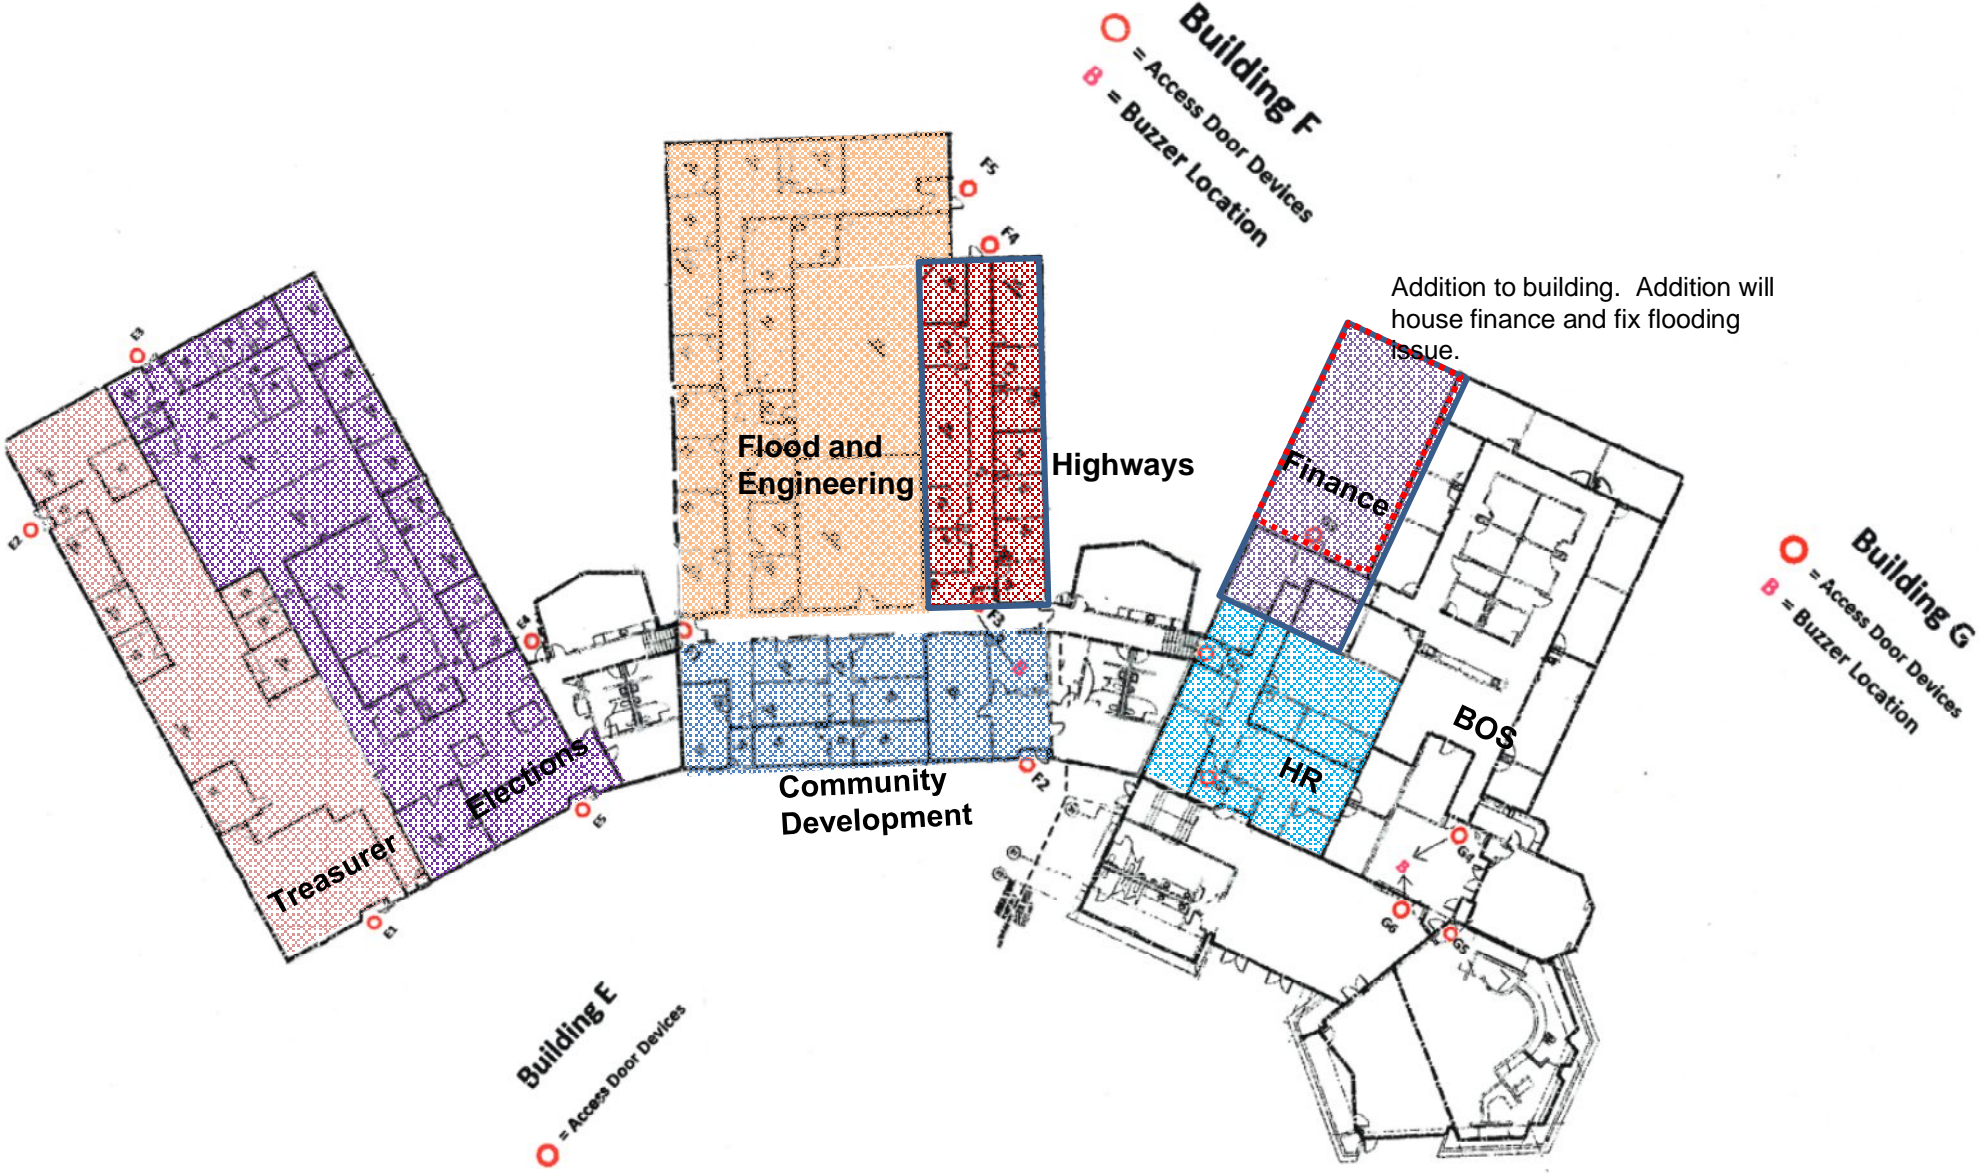 Building F
= Access Door Devices
B = Buzzer Location
F5
F4
Addition to building.  Addition will
house finance and fix flooding
issue.
E3
Flood and
Engineering
Highways
Finance
E2
Building G
= Access Door Devices
B = Buzzer Location
E4
F3
B
BOS
HR
Elections
Community
Development
F2
E5
Treasurer
G4
B
E1
G6
G5
Building E
= Access Door Devices